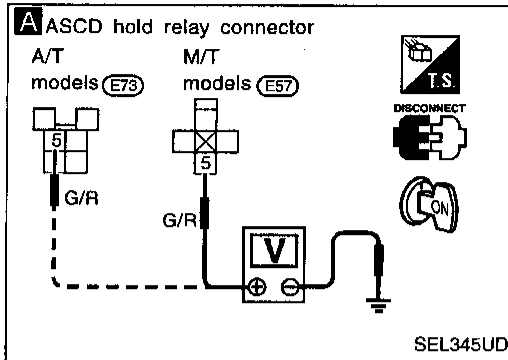 A ASCD hold relay connector
A/T models E73
M/T models E57
T.S.
DISCONNECT
5
5
G/R
G/R
ON
V
⊕ ⊖
SEL345UD